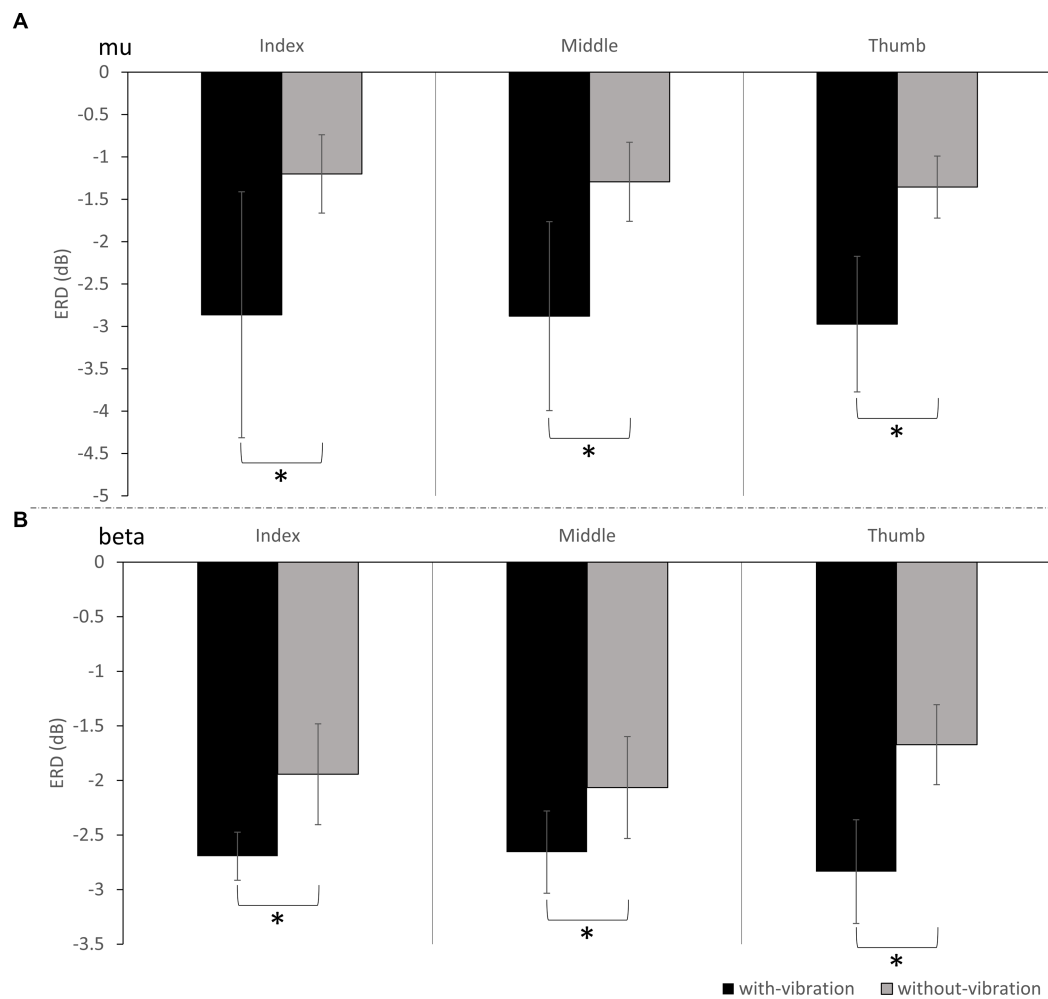 A
mu
Index Middle Thumb
0
-0.5
-1
-1.5
-2
-2.5
-3
-3.5
-4
-4.5
-5
ERD (dB)
* * *
B
beta
Index Middle Thumb
0
-0.5
-1
-1.5
-2
-2.5
-3
-3.5
ERD (dB)
* * *
with-vibration without-vibration